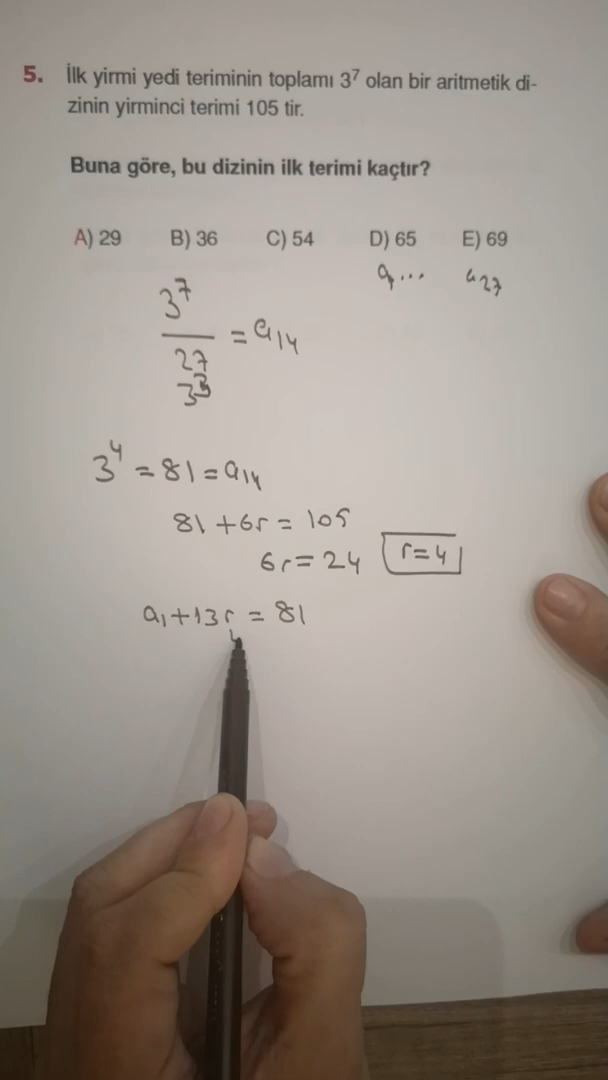 5. İlk yirmi yedi teriminin toplamı 3⁷ olan bir aritmetik di-
zinin yirminci terimi 105 tir.
Buna göre, bu dizinin ilk terimi kaçtır?
A) 29 B) 36 C) 54 D) 65 E) 69
a₁... a₂₇
3⁷
27 = a₁₄
3³
3⁴ = 81 = a₁₄
81 + 6r = 105
6r = 24 r = 4
a₁ + 13r = 81